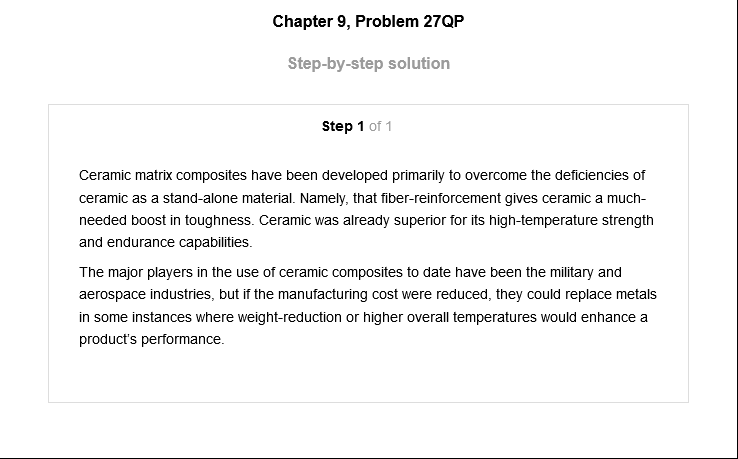 Chapter 9, Problem 27QP
Step-by-step solution
Step 1 of 1
Ceramic matrix composites have been developed primarily to overcome the deficiencies of
ceramic as a stand-alone material. Namely, that fiber-reinforcement gives ceramic a much-
needed boost in toughness. Ceramic was already superior for its high-temperature strength
and endurance capabilities.
The major players in the use of ceramic composites to date have been the military and
aerospace industries, but if the manufacturing cost were reduced, they could replace metals
in some instances where weight-reduction or higher overall temperatures would enhance a
product’s performance.